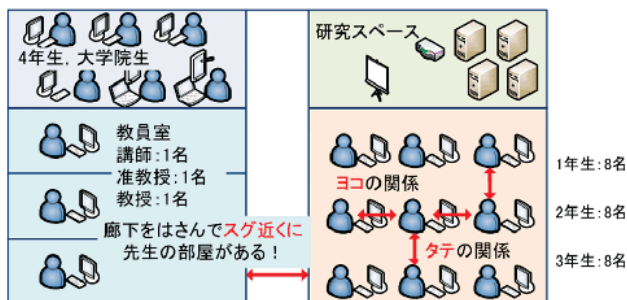 4年生,大学院生
教員室
講師:1名
准教授:1名
教授:1名
廊下をはさんでスグ近くに
先生の部屋がある!
研究スペース
ヨコの関係
タテの関係
1年生:8名
2年生:8名
3年生:8名